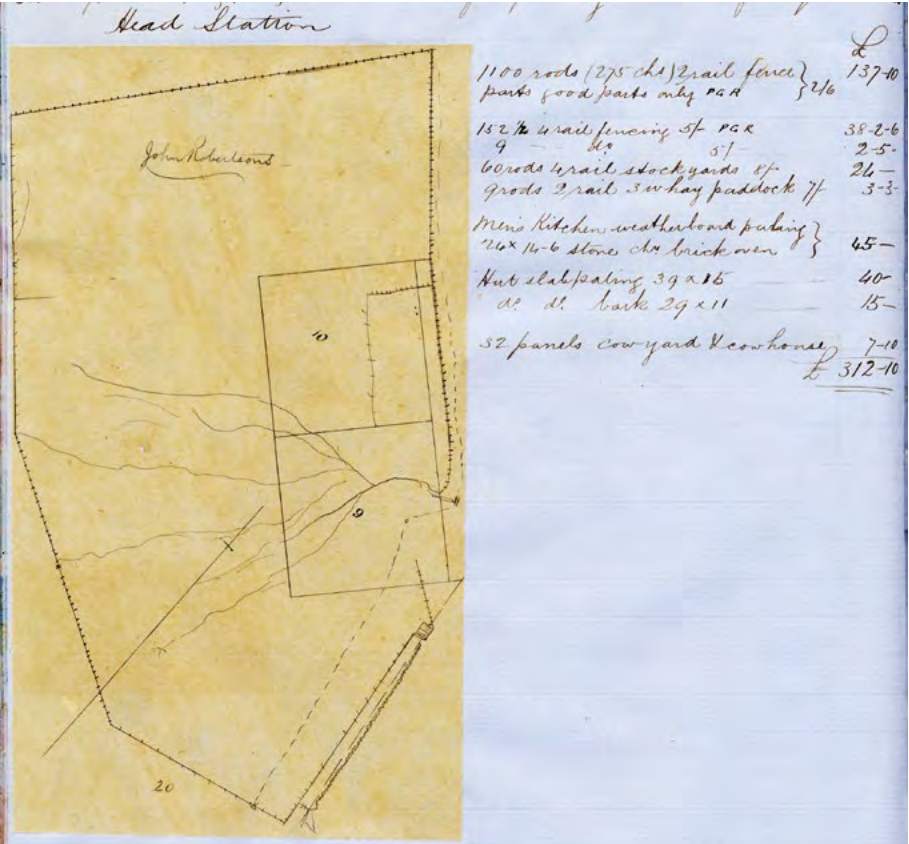 Head Station
£
1100 rods (275 chs) 2 rail fence } 137-10
parts good parts only PGR } 2/6
152 1/2 4 rail fencing 5/- PGR 38-2-6
9 do 5/- 2-5-
60 rods 4 rail stockyards 8/- 24-
9 rods 2 rail 3 w hay paddock 7/- 3-3-
Mens Kitchen weatherboard paling }
24 x 14-6 stone chy brick oven } 45-
Hut slab paling 39 x 15 40-
do. do. bark 29 x 11 15-
32 panels cow yard & cowhouse 7-10
£ 312-10
John Robertsons
10
9
20